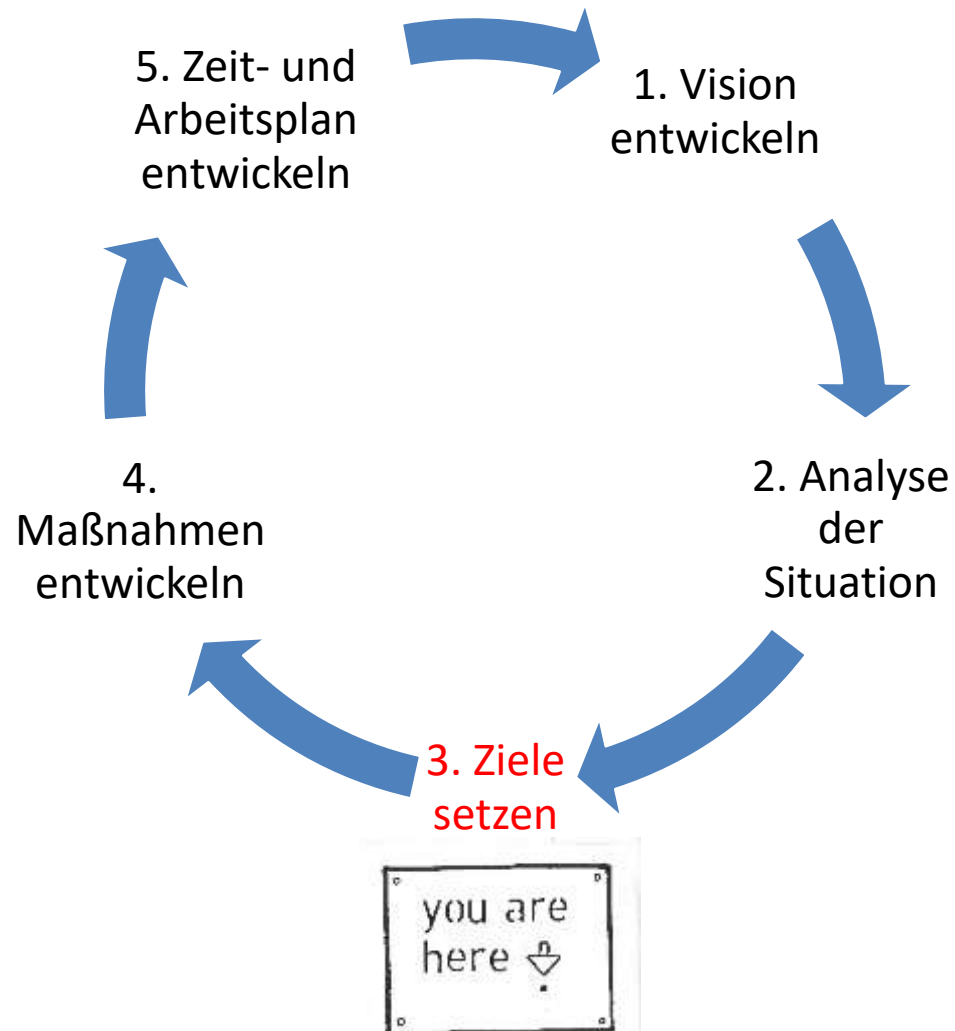 1. Vision
entwickeln
2. Analyse
der
Situation
3. Ziele
setzen
you are
here
4.
Maßnahmen
entwickeln
5. Zeit- und
Arbeitsplan
entwickeln